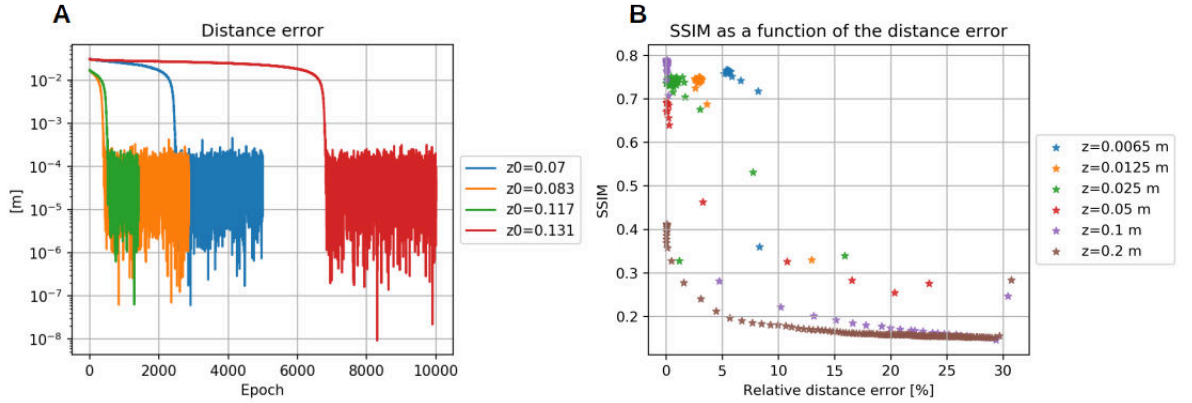 A
Distance error
[m]
10⁻²
10⁻³
10⁻⁴
10⁻⁵
10⁻⁶
10⁻⁷
10⁻⁸
0 2000 4000 6000 8000 10000
Epoch
z0=0.07
z0=0.083
z0=0.117
z0=0.131
B
SSIM as a function of the distance error
SSIM
0.8
0.7
0.6
0.5
0.4
0.3
0.2
0 5 10 15 20 25 30
Relative distance error [%]
z=0.0065 m
z=0.0125 m
z=0.025 m
z=0.05 m
z=0.1 m
z=0.2 m